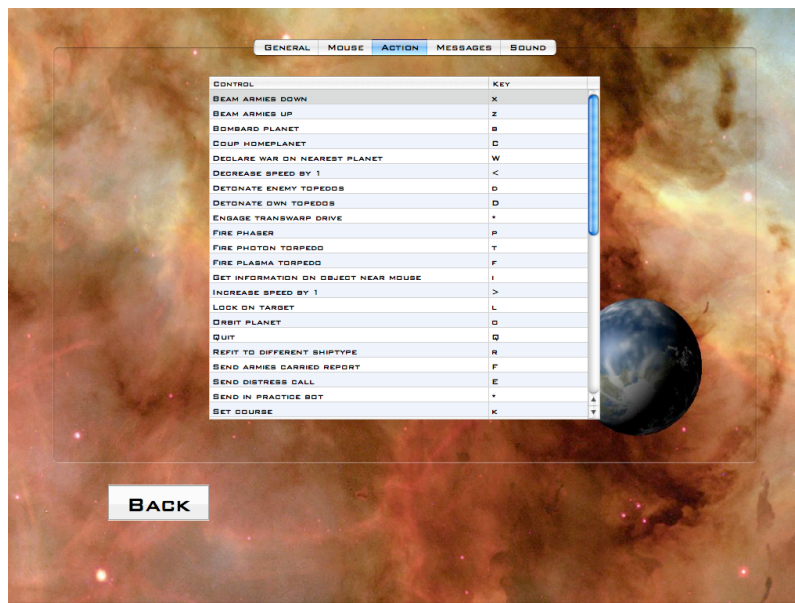 General Mouse Action Messages Sound
Control Key
Beam armies down x
Beam armies up z
Bombard planet b
Coup homeplanet C
Declare war on nearest planet W
Decrease speed by 1 <
Detonate enemy topedos d
Detonate own topedos D
Engage transwarp drive *
Fire phaser p
Fire photon torpedo t
Fire plasma torpedo f
Get information on object near mouse i
Increase speed by 1 >
Lock on target l
Orbit planet o
Quit Q
Refit to different shiptype r
Send armies carried report F
Send distress call E
Send in practice bot *
Set course k
Back